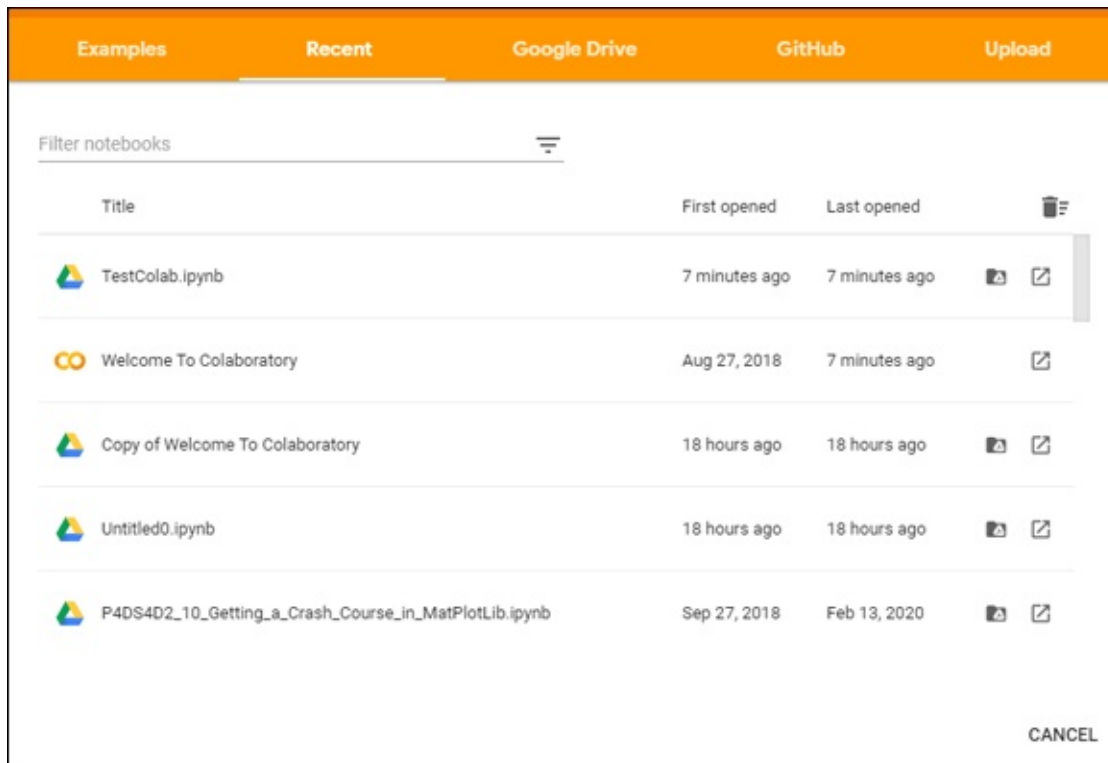 Examples Recent Google Drive GitHub Upload
Filter notebooks
Title First opened Last opened
TestColab.ipynb 7 minutes ago 7 minutes ago
CO Welcome To Colaboratory Aug 27, 2018 7 minutes ago
Copy of Welcome To Colaboratory 18 hours ago 18 hours ago
Untitled0.ipynb 18 hours ago 18 hours ago
P4DS4D2_10_Getting_a_Crash_Course_in_MatPlotLib.ipynb Sep 27, 2018 Feb 13, 2020
CANCEL